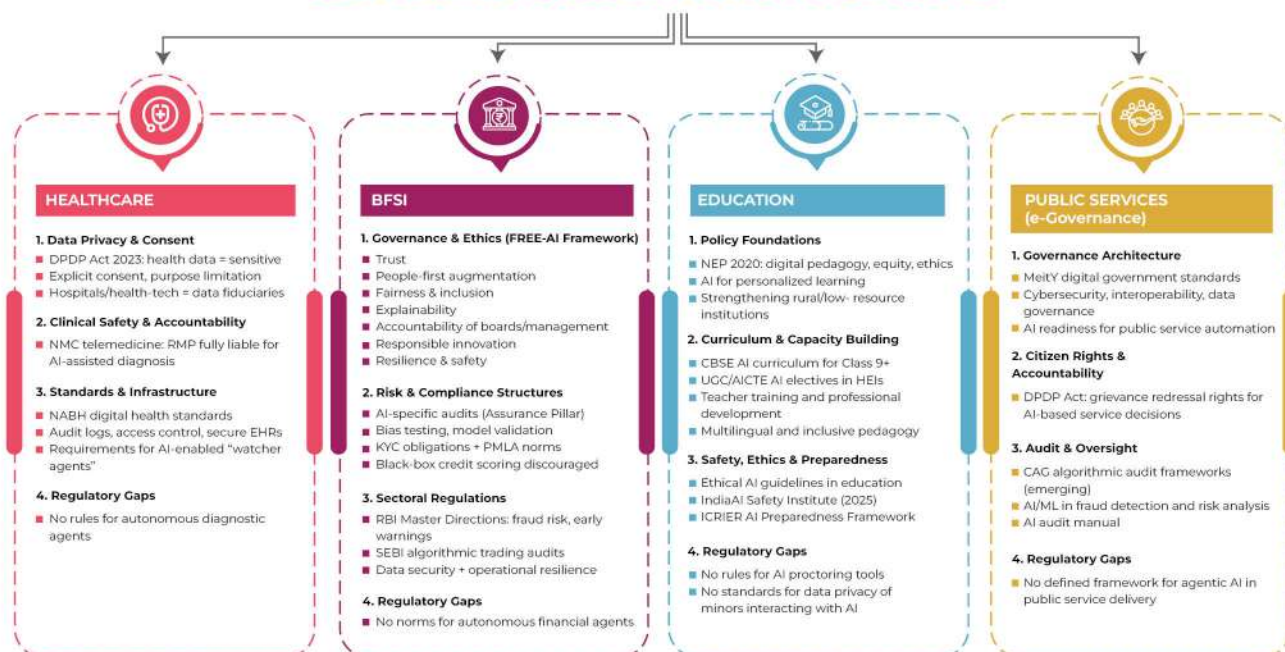 HEALTHCARE
1. Data Privacy & Consent
DPDP Act 2023: health data = sensitive
Explicit consent, purpose limitation
Hospitals/health-tech = data fiduciaries
2. Clinical Safety & Accountability
NMC telemedicine: RMP fully liable for
AI-assisted diagnosis
3. Standards & Infrastructure
NABH digital health standards
Audit logs, access control, secure EHRs
Requirements for AI-enabled “watcher
agents”
4. Regulatory Gaps
No rules for autonomous diagnostic
agents
BFSI
1. Governance & Ethics (FREE-AI Framework)
Trust
People-first augmentation
Fairness & inclusion
Explainability
Accountability of boards/management
Responsible innovation
Resilience & safety
2. Risk & Compliance Structures
AI-specific audits (Assurance Pillar)
Bias testing, model validation
KYC obligations + PMLA norms
Black-box credit scoring discouraged
3. Sectoral Regulations
RBI Master Directions: fraud risk, early
warnings
SEBI algorithmic trading audits
Data security + operational resilience
4. Regulatory Gaps
No norms for autonomous financial agents
EDUCATION
1. Policy Foundations
NEP 2020: digital pedagogy, equity, ethics
AI for personalized learning
Strengthening rural/low- resource
institutions
2. Curriculum & Capacity Building
CBSE AI curriculum for Class 9+
UGC/AICTE AI electives in HEIs
Teacher training and professional
development
Multilingual and inclusive pedagogy
3. Safety, Ethics & Preparedness
Ethical AI guidelines in education
IndiaAI Safety Institute (2025)
ICRIER AI Preparedness Framework
4. Regulatory Gaps
No rules for AI proctoring tools
No standards for data privacy of
minors interacting with AI
PUBLIC SERVICES
(e-Governance)
1. Governance Architecture
MeitY digital government standards
Cybersecurity, interoperability, data
governance
AI readiness for public service automation
2. Citizen Rights &
Accountability
DPDP Act: grievance redressal rights for
AI-based service decisions
3. Audit & Oversight
CAG algorithmic audit frameworks
(emerging)
AI/ML in fraud detection and risk analysis
AI audit manual
4. Regulatory Gaps
No defined framework for agentic AI in
public service delivery